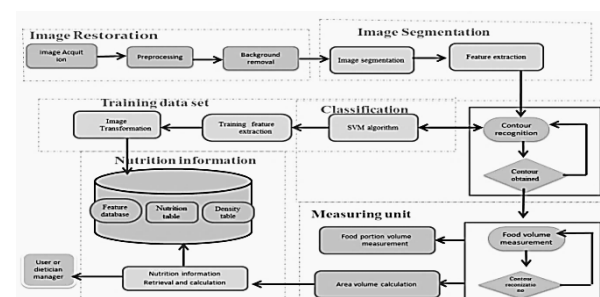 Image Restoration
Image Segmentation
Image Acquit
ion
Preprocessing
Background
removal
Image segmentation
Feature extraction
Training data set
Classification
Image
Transformation
Training feature
extraction
SVM algorithm
Contour
recognition
Contour
obtained
Nutrition information
Feature
database
Nutrition
table
Density
table
Measuring unit
Food portion volume
measurement
Food volume
measurement
User or
dietician
manager
Nutrition information
Retrieval and calculation
Area volume calculation
Contour
reconizatio
no